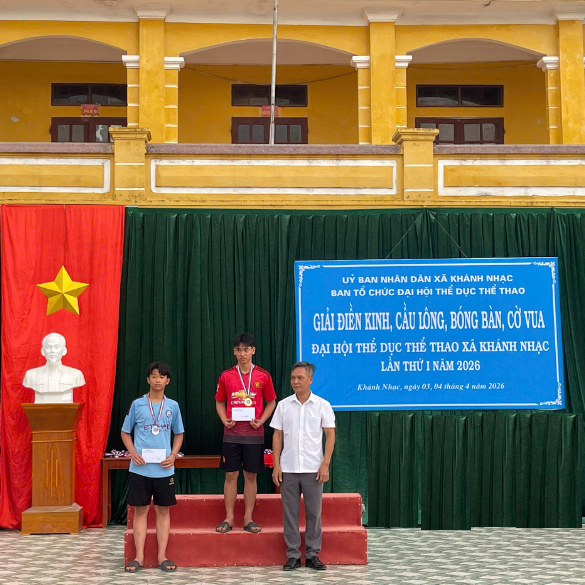 UỶ BAN NHÂN DÂN XÃ KHÁNH NHẠC
BAN TỔ CHỨC ĐẠI HỘI THỂ DỤC THỂ THAO
GIẢI ĐIỀN KINH, CẦU LÔNG, BÓNG BÀN, CỜ VUA
ĐẠI HỘI THỂ DỤC THỂ THAO XÃ KHÁNH NHẠC
LẦN THỨ I NĂM 2026
Khánh Nhạc, ngày 03, 04 tháng 4 năm 2026